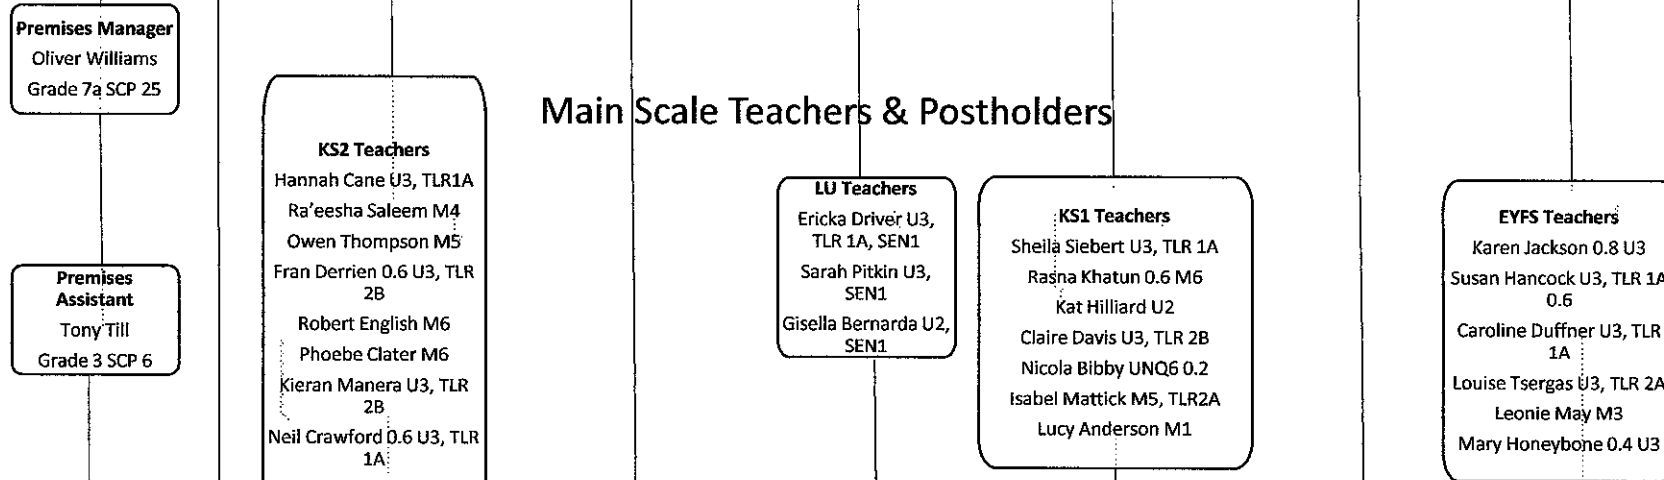 Premises Manager
Oliver Williams
Grade 7a SCP 25
Premises
Assistant
Tony Till
Grade 3 SCP 6
Main Scale Teachers & Postholders
KS2 Teachers
Hannah Cane U3, TLR1A
Ra'eesha Saleem M4
Owen Thompson M5
Fran Derrien 0.6 U3, TLR
2B
Robert English M6
Phoebe Clater M6
Kieran Manera U3, TLR
2B
Neil Crawford 0.6 U3, TLR
1A
LU Teachers
Ericka Driver U3,
TLR 1A, SEN1
Sarah Pitkin U3,
SEN1
Gisella Bernarda U2,
SEN1
KS1 Teachers
Sheila Siebert U3, TLR 1A
Rasna Khatun 0.6 M6
Kat Hilliard U2
Claire Davis U3, TLR 2B
Nicola Bibby UNQ6 0.2
Isabel Mattick M5, TLR2A
Lucy Anderson M1
EYFS Teachers
Karen Jackson 0.8 U3
Susan Hancock U3, TLR 1A
0.6
Caroline Duffner U3, TLR
1A
Louise Tsergas U3, TLR 2A
Leonie May M3
Mary Honeybone 0.4 U3